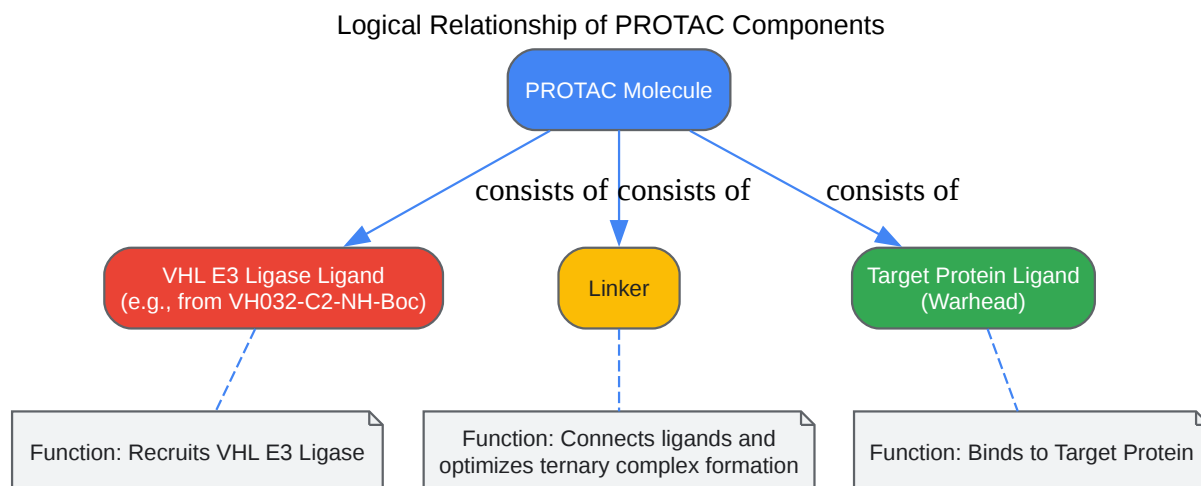 Logical Relationship of PROTAC Components
PROTAC Molecule
consists of
consists of
consists of
VHL E3 Ligase Ligand
(e.g., from VH032-C2-NH-Boc)
Linker
Target Protein Ligand
(Warhead)
Function: Recruits VHL E3 Ligase
Function: Connects ligands and
optimizes ternary complex formation
Function: Binds to Target Protein